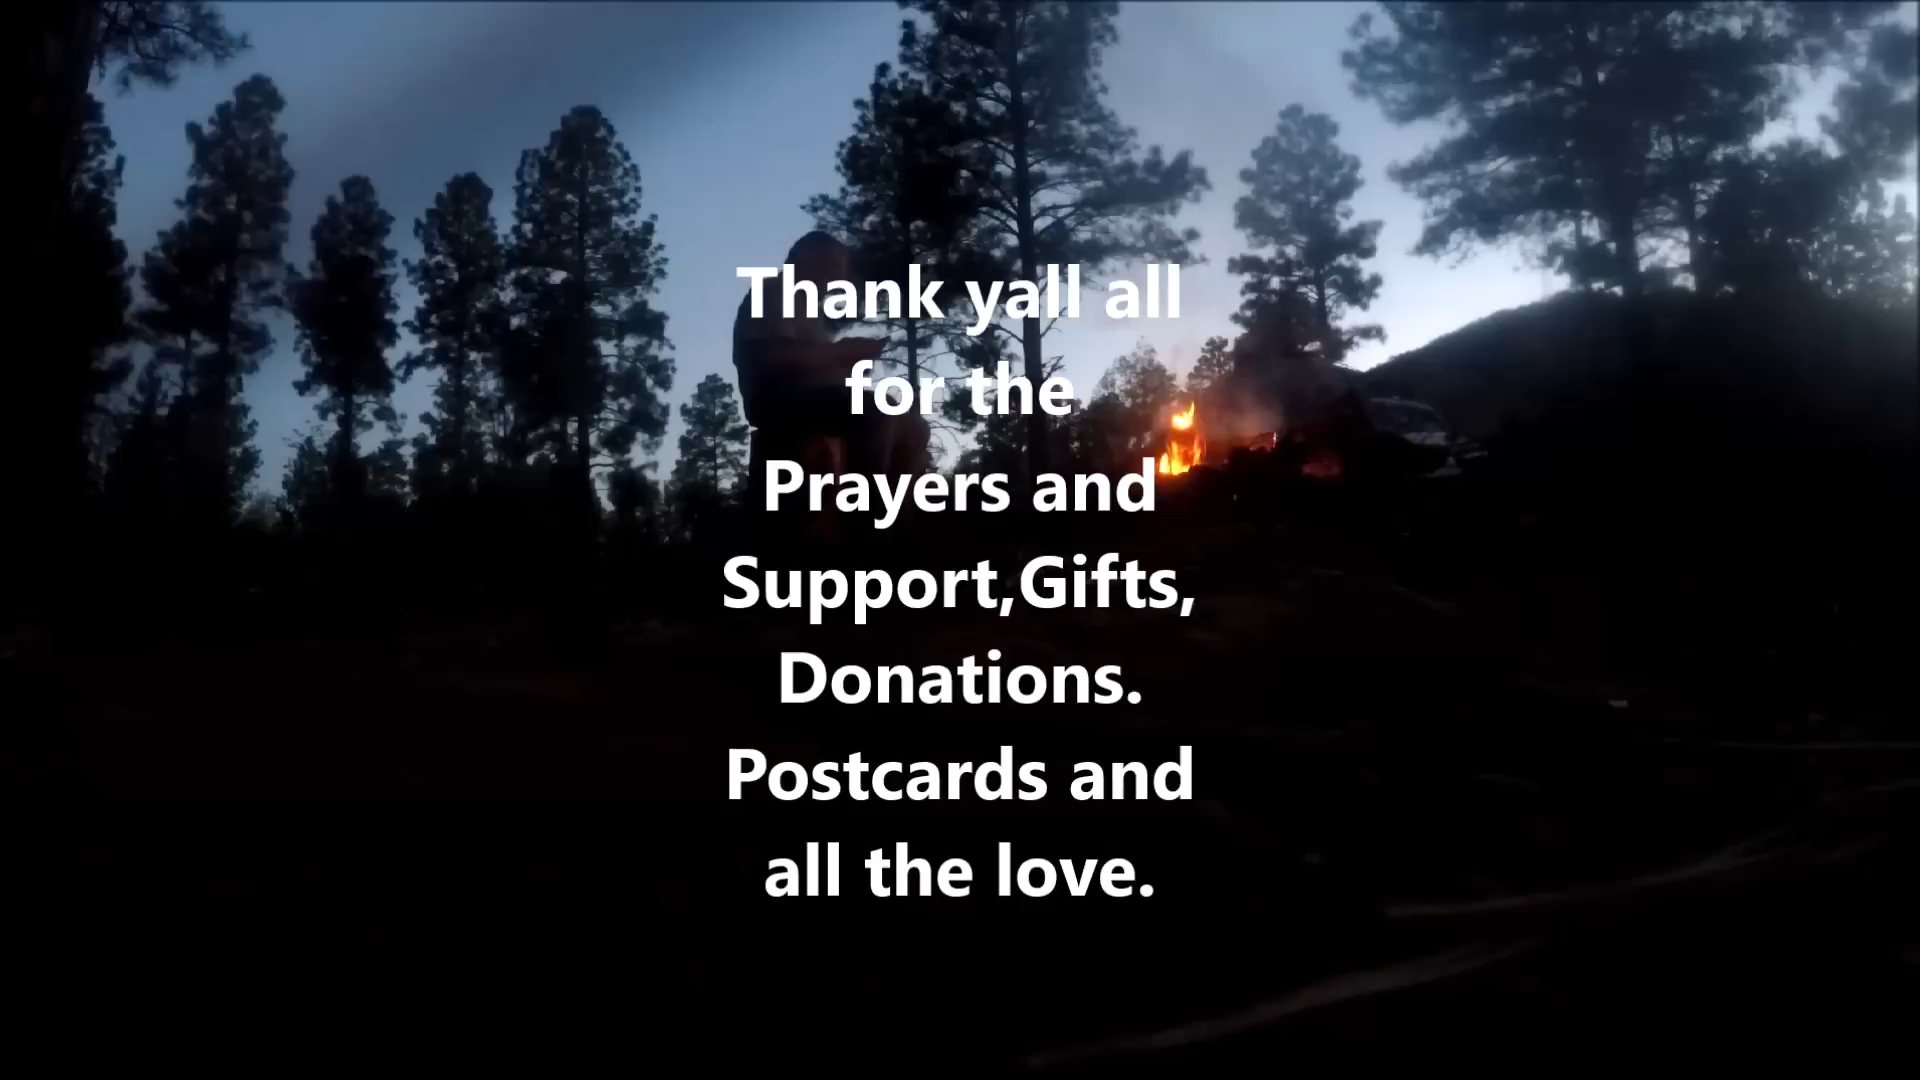 Thank yall all
for the
Prayers and
Support,Gifts,
Donations.
Postcards and
all the love.